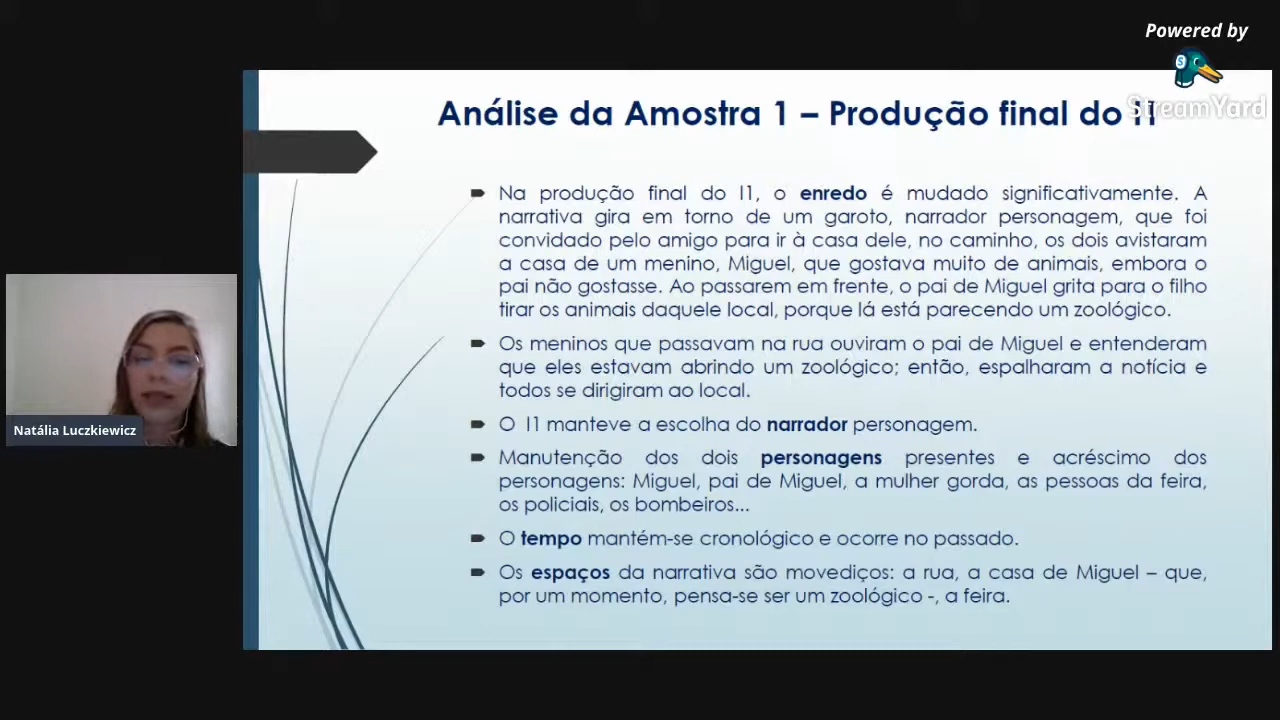 Powered by
StreamYard
Análise da Amostra 1 – Produção final do I1
Na produção final do I1, o enredo é mudado significativamente. A
narrativa gira em torno de um garoto, narrador personagem, que foi
convidado pelo amigo para ir à casa dele, no caminho, os dois avistaram
a casa de um menino, Miguel, que gostava muito de animais, embora o
pai não gostasse. Ao passarem em frente, o pai de Miguel grita para o filho
tirar os animais daquele local, porque lá está parecendo um zoológico.
Os meninos que passavam na rua ouviram o pai de Miguel e entenderam
que eles estavam abrindo um zoológico; então, espalharam a notícia e
todos se dirigiram ao local.
O I1 manteve a escolha do narrador personagem.
Manutenção dos dois personagens presentes e acréscimo dos
personagens: Miguel, pai de Miguel, a mulher gorda, as pessoas da feira,
os policiais, os bombeiros...
O tempo mantém-se cronológico e ocorre no passado.
Os espaços da narrativa são movediços: a rua, a casa de Miguel – que,
por um momento, pensa-se ser um zoológico -, a feira.
Natália Luczkiewicz